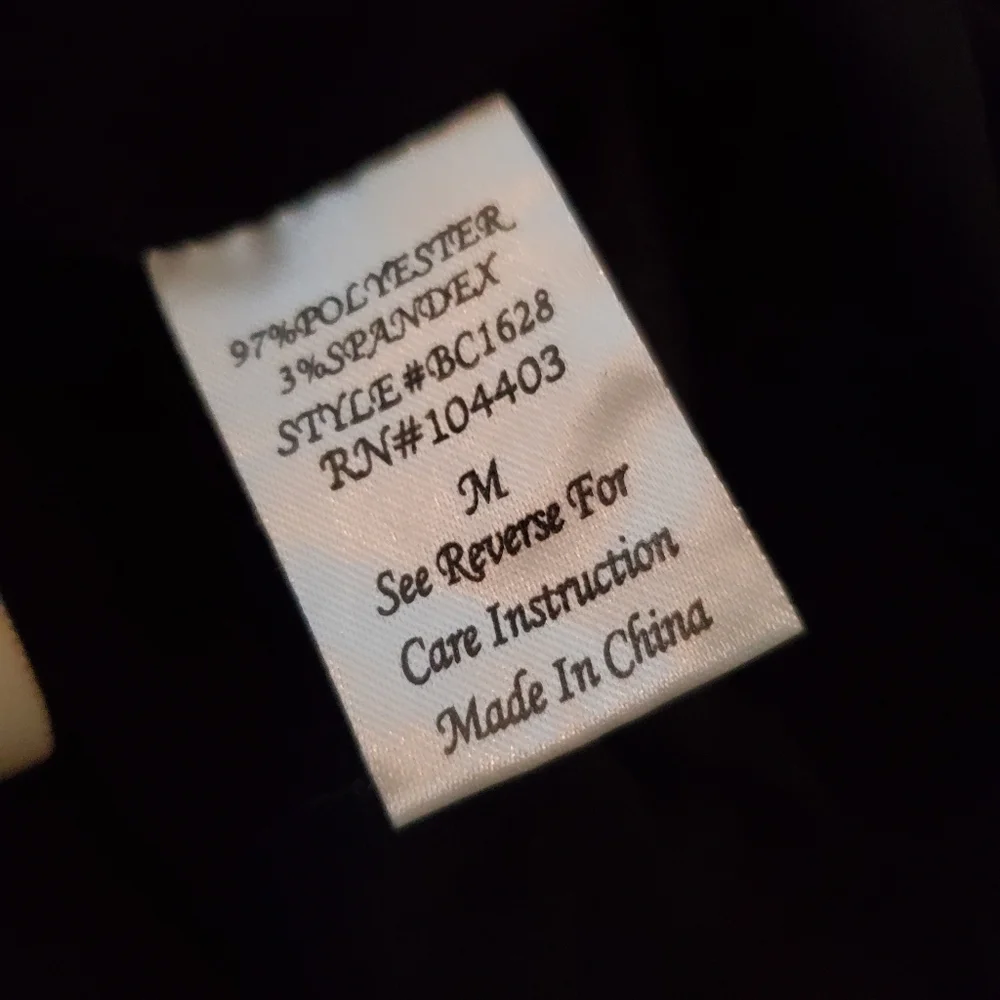 97%POLYESTER
3%SPANDEX
STYLE#BC1628
RN#104403
M
See Reverse For
Care Instruction
Made In China